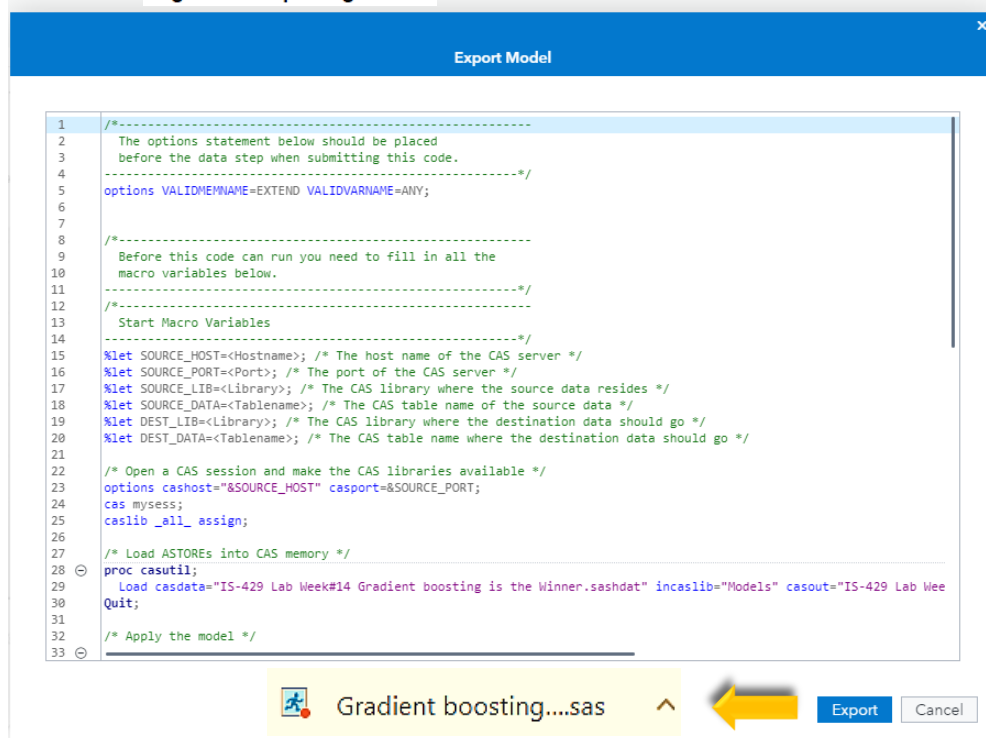 Export Model
1 /*---------------------------------------------------------
2 The options statement below should be placed
3 before the data step when submitting this code.
4 ---------------------------------------------------------*/
5 options VALIDMEMNAME=EXTEND VALIDVARNAME=ANY;
6
7
8 /*---------------------------------------------------------
9 Before this code can run you need to fill in all the
10 macro variables below.
11 ---------------------------------------------------------*/
12 /*---------------------------------------------------------
13 Start Macro Variables
14 ---------------------------------------------------------*/
15 %let SOURCE_HOST=<Hostname>; /* The host name of the CAS server */
16 %let SOURCE_PORT=<Port>; /* The port of the CAS server */
17 %let SOURCE_LIB=<Library>; /* The CAS library where the source data resides */
18 %let SOURCE_DATA=<Tablename>; /* The CAS table name of the source data */
19 %let DEST_LIB=<Library>; /* The CAS library where the destination data should go */
20 %let DEST_DATA=<Tablename>; /* The CAS table name where the destination data should go */
21
22 /* Open a CAS session and make the CAS libraries available */
23 options cashost="&SOURCE_HOST" casport=&SOURCE_PORT;
24 cas mysess;
25 caslib _all_ assign;
26
27 /* Load ASTOREs into CAS memory */
28 proc casutil;
29 Load casdata="IS-429 Lab Week#14 Gradient boosting is the Winner.sashdat" incaslib="Models" casout="IS-429 Lab Wee
30 Quit;
31
32 /* Apply the model */
33
Gradient boosting....sas
Export Cancel